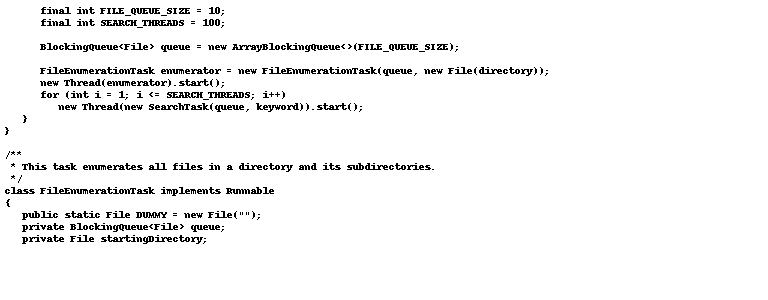 final int FILE_QUEUE_SIZE = 10;
final int SEARCH_THREADS = 100;
BlockingQueue<File> queue = new ArrayBlockingQueue<>(FILE_QUEUE_SIZE);
FileEnumerationTask enumerator = new FileEnumerationTask(queue, new File(directory));
new Thread(enumerator).start();
for (int i = 1; i <= SEARCH_THREADS; i++)
new Thread(new SearchTask(queue, keyword)).start();
}
}
/**
* This task enumerates all files in a directory and its subdirectories.
*/
class FileEnumerationTask implements Runnable
{
public static File DUMMY = new File("");
private BlockingQueue<File> queue;
private File startingDirectory;